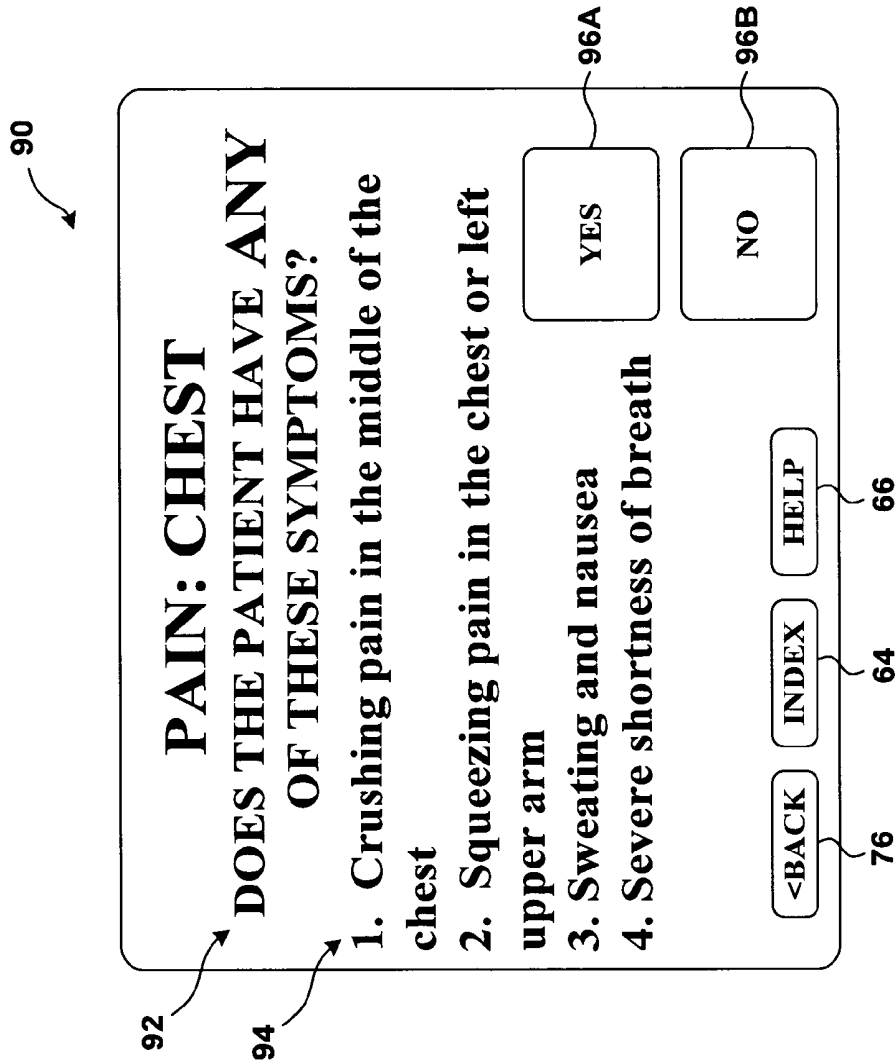 90
92
PAIN: CHEST
DOES THE PATIENT HAVE ANY
OF THESE SYMPTOMS?
94
1. Crushing pain in the middle of the
chest
2. Squeezing pain in the chest or left
upper arm
3. Sweating and nausea
4. Severe shortness of breath
YES
96A
NO
96B
<BACK
INDEX
HELP
76
64
66